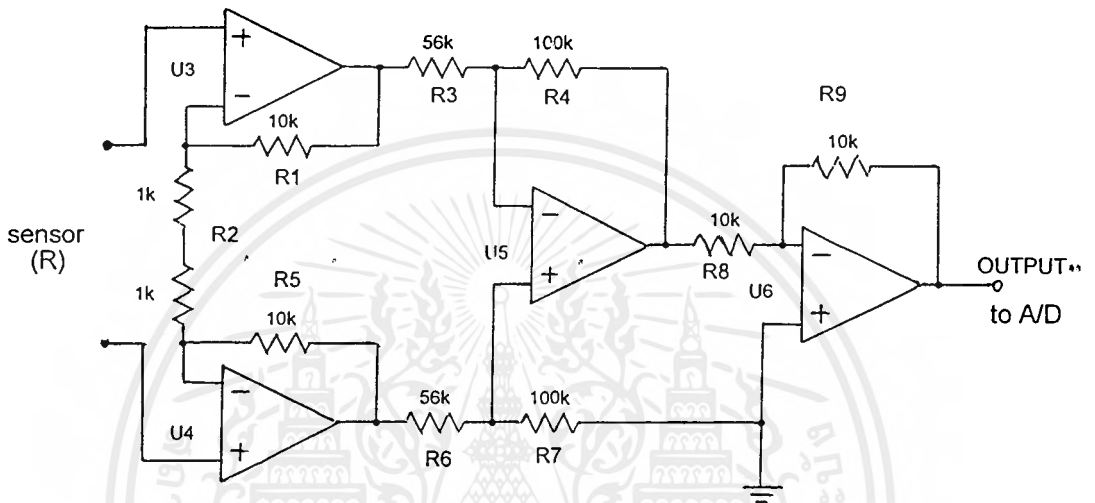 56k
100k
R9
U3
R3
R4
10k
10k
R1
1k
sensor
(R)
R2
U5
10k
R5
R8
U6
OUTPUT
to A/D
1k
10k
56k
100k
U4
R6
R7